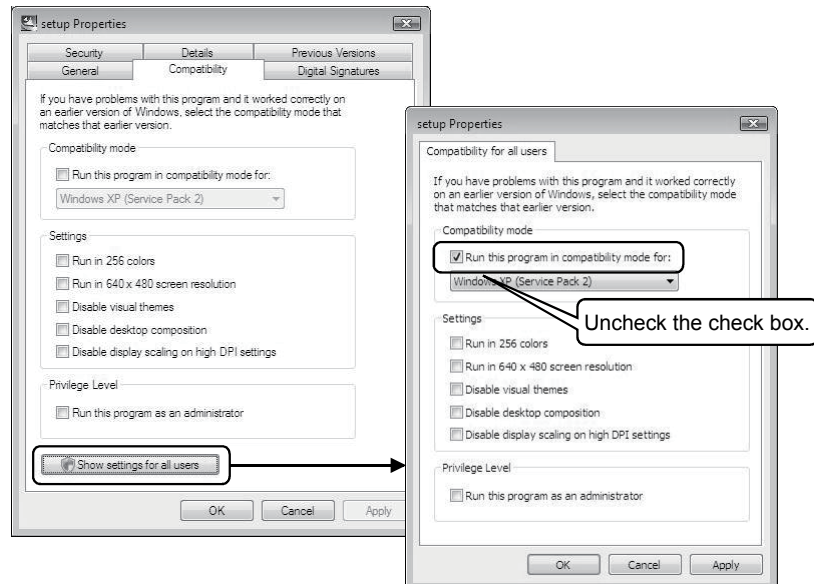 setup Properties
Security
Details
Previous Versions
General
Compatibility
Digital Signatures
If you have problems with this program and it worked correctly on
an earlier version of Windows, select the compatibility mode that
matches that earlier version.
Compatibility mode
Run this program in compatibility mode for:
Windows XP (Service Pack 2)
Settings
Run in 256 colors
Run in 640 x 480 screen resolution
Disable visual themes
Disable desktop composition
Disable display scaling on high DPI settings
Privilege Level
Run this program as an administrator
Show settings for all users
OK
Cancel
Apply
setup Properties
Compatibility for all users
If you have problems with this program and it worked correctly
on an earlier version of Windows, select the compatibility mode
that matches that earlier version.
Compatibility mode
Run this program in compatibility mode for:
Windows XP (Service Pack 2)
Uncheck the check box.
Settings
Run in 256 colors
Run in 640 x 480 screen resolution
Disable visual themes
Disable desktop composition
Disable display scaling on high DPI settings
Privilege Level
Run this program as an administrator
OK
Cancel
Apply